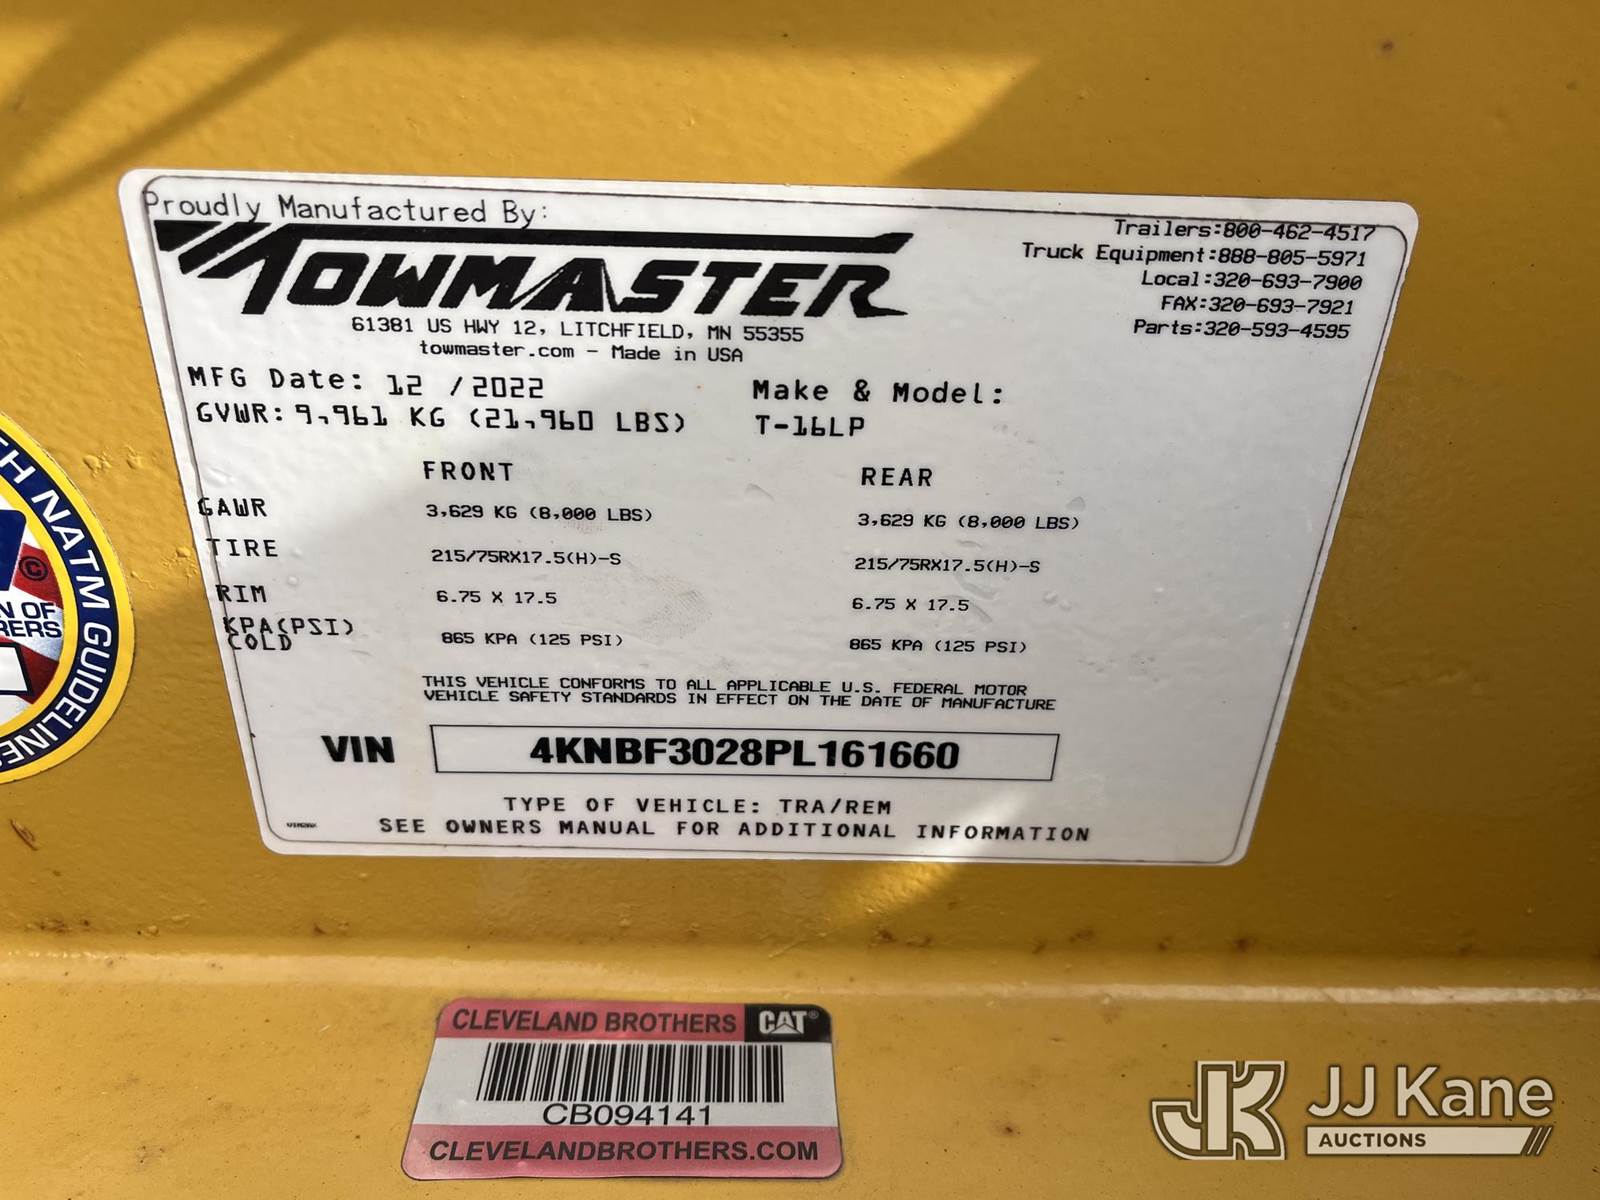 Proudly Manufactured By:
TOWMASTER
61381 US HWY 12, LITCHFIELD, MN 55355
towmaster.com - Made in USA
Trailers:800-462-4517
Truck Equipment:888-805-5971
Local:320-693-7900
FAX:320-693-7921
Parts:320-593-4595
MFG Date: 12 /2022
Make & Model:
GVWR: 9,961 KG (21,960 LBS)
T-16LP
FRONT REAR
GAWR 3,629 KG (8,000 LBS) 3,629 KG (8,000 LBS)
TIRE 215/75RX17.5(H)-S 215/75RX17.5(H)-S
RIM 6.75 X 17.5 6.75 X 17.5
KPA(PSI)
COLD 865 KPA (125 PSI) 865 KPA (125 PSI)
THIS VEHICLE CONFORMS TO ALL APPLICABLE U.S. FEDERAL MOTOR
VEHICLE SAFETY STANDARDS IN EFFECT ON THE DATE OF MANUFACTURE
VIN 4KNBF3028PL161660
TYPE OF VEHICLE: TRA/REM
SEE OWNERS MANUAL FOR ADDITIONAL INFORMATION
NATM
©
OF
CLEVELAND BROTHERS CAT®
CB094141
CLEVELANDBROTHERS.COM
JK JJ Kane
AUCTIONS